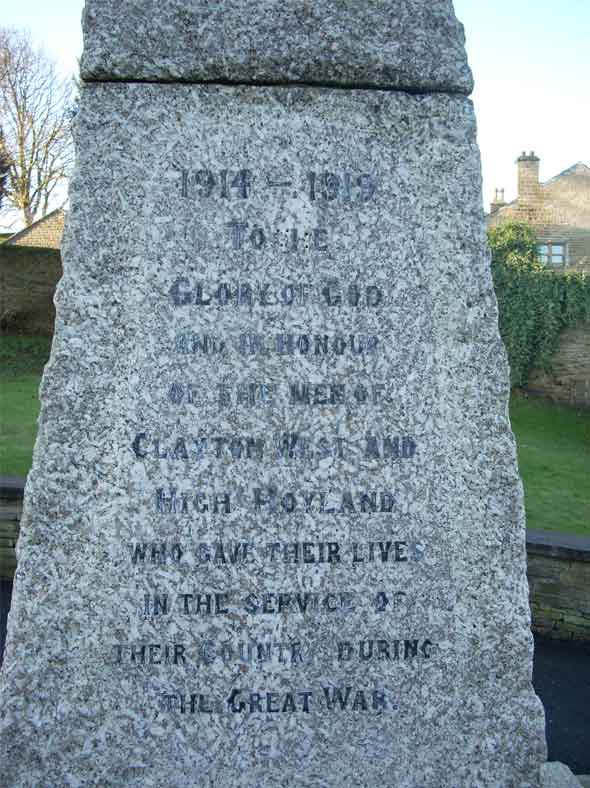 1914 – 1919
To the
Glory of God
and in honour
of the men of
Clayton West and
High Hoyland
who gave their lives
in the service of
their Country during
the Great War.